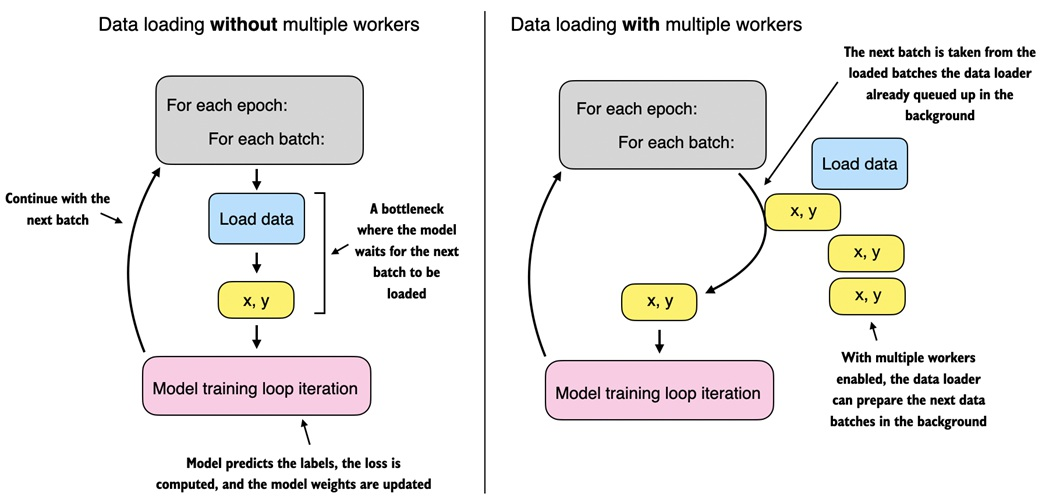 Data loading without multiple workers
For each epoch:
For each batch:
Continue with the
next batch
Load data
A bottleneck
where the model
waits for the next
batch to be
loaded
x, y
Model training loop iteration
Model predicts the labels, the loss is
computed, and the model weights are updated
Data loading with multiple workers
The next batch is taken from the
loaded batches the data loader
already queued up in the
background
For each epoch:
For each batch:
Load data
x, y
x, y
x, y
x, y
Model training loop iteration
With multiple workers
enabled, the data loader
can prepare the next data
batches in the background